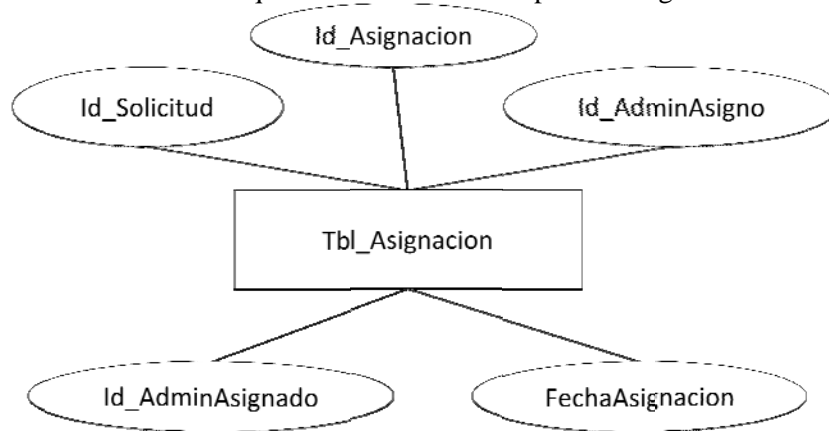 Id_Asignacion
Id_Solicitud
Id_AdminAsigno
Tbl_Asignacion
Id_AdminAsignado
FechaAsignacion